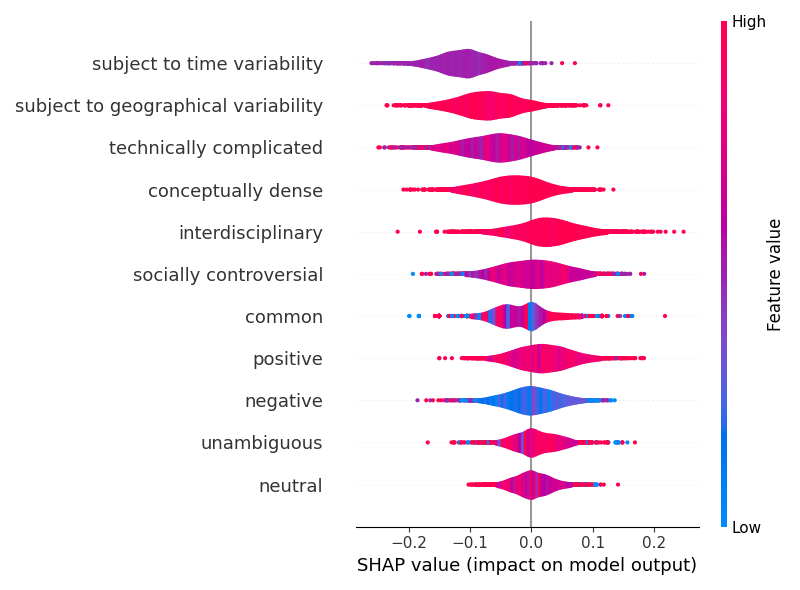 High
subject to time variability
subject to geographical variability
technically complicated
conceptually dense
interdisciplinary
socially controversial
common
positive
negative
unambiguous
neutral
Feature value
Low
−0.2 −0.1 0.0 0.1 0.2
SHAP value (impact on model output)